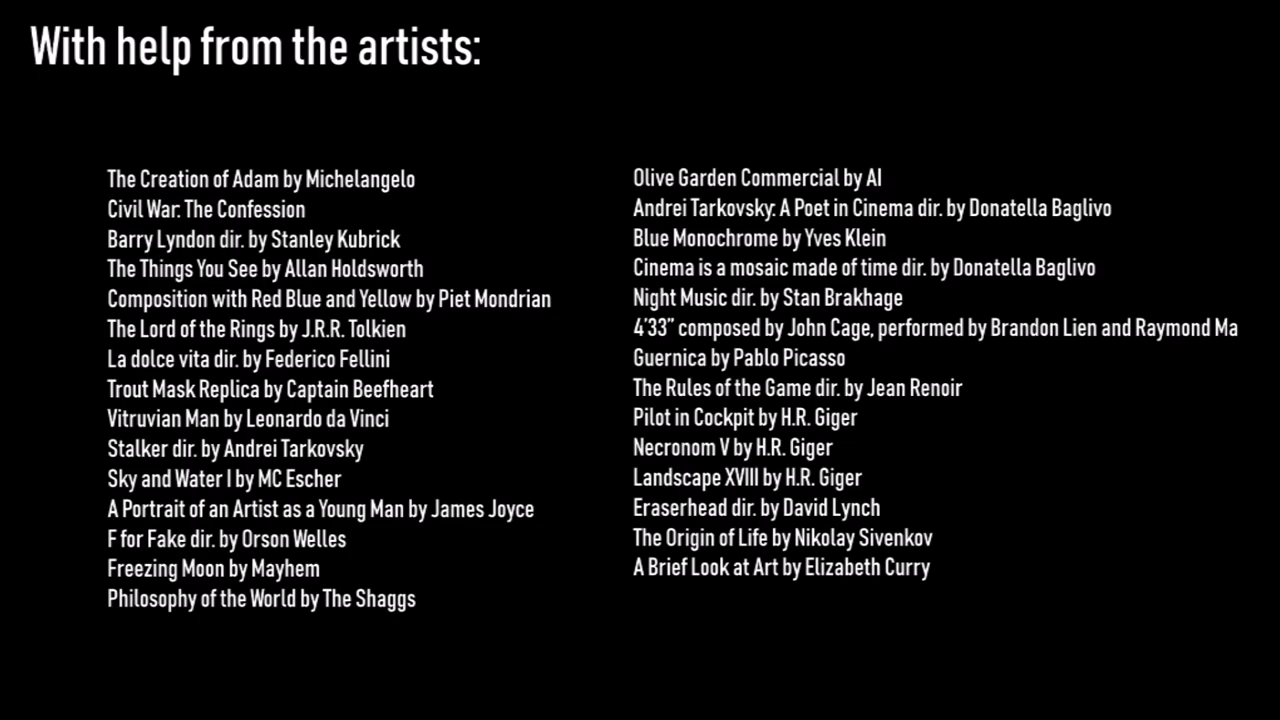 With help from the artists:
The Creation of Adam by Michelangelo
Civil War: The Confession
Barry Lyndon dir. by Stanley Kubrick
The Things You See by Allan Holdsworth
Composition with Red Blue and Yellow by Piet Mondrian
The Lord of the Rings by J.R.R. Tolkien
La dolce vita dir. by Federico Fellini
Trout Mask Replica by Captain Beefheart
Vitruvian Man by Leonardo da Vinci
Stalker dir. by Andrei Tarkovsky
Sky and Water I by MC Escher
A Portrait of an Artist as a Young Man by James Joyce
F for Fake dir. by Orson Welles
Freezing Moon by Mayhem
Philosophy of the World by The Shaggs
Olive Garden Commercial by AI
Andrei Tarkovsky: A Poet in Cinema dir. by Donatella Baglivo
Blue Monochrome by Yves Klein
Cinema is a mosaic made of time dir. by Donatella Baglivo
Night Music dir. by Stan Brakhage
4'33” composed by John Cage, performed by Brandon Lien and Raymond Ma
Guernica by Pablo Picasso
The Rules of the Game dir. by Jean Renoir
Pilot in Cockpit by H.R. Giger
Necronom V by H.R. Giger
Landscape XVIII by H.R. Giger
Eraserhead dir. by David Lynch
The Origin of Life by Nikolay Sivenkov
A Brief Look at Art by Elizabeth Curry